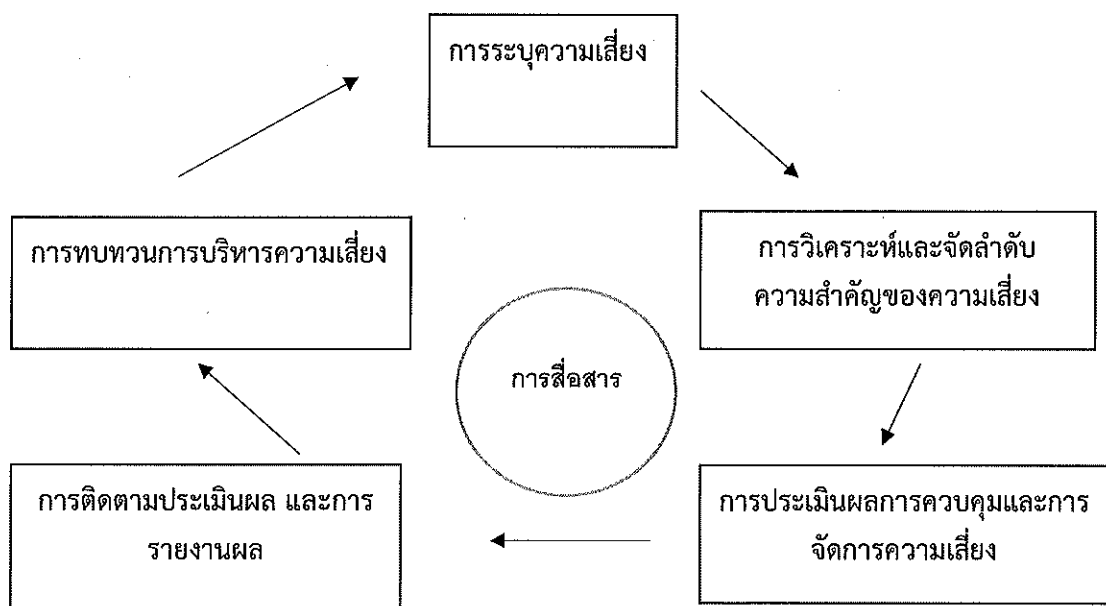 การระบุความเสี่ยง
การทบทวนการบริหารความเสี่ยง
การวิเคราะห์และจัดลำดับ
ความสำคัญของความเสี่ยง
การสื่อสาร
การติดตามประเมินผล และการ
รายงานผล
การประเมินผลการควบคุมและการ
จัดการความเสี่ยง